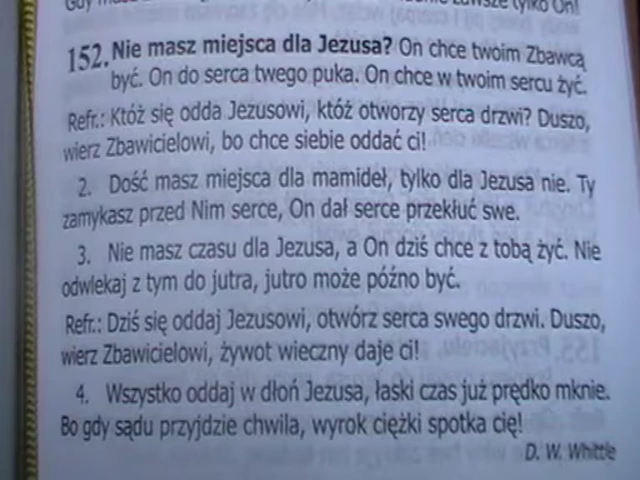 tylko On!
152. Nie masz miejsca dla Jezusa? On chce twoim Zbawcą
być. On do serca twego puka. On chce w twoim sercu żyć.
Refr.: Któż się odda Jezusowi, któż otworzy serca drzwi? Duszo,
wierz Zbawicielowi, bo chce siebie oddać ci!
2. Dość masz miejsca dla mamideł, tylko dla Jezusa nie. Ty
zamykasz przed Nim serce, On dał serce przekłuć swe.
3. Nie masz czasu dla Jezusa, a On dziś chce z tobą żyć. Nie
odwlekaj z tym do jutra, jutro może późno być.
Refr.: Dziś się oddaj Jezusowi, otwórz serca swego drzwi. Duszo,
wierz Zbawicielowi, żywot wieczny daje ci!
4. Wszystko oddaj w dłoń Jezusa, łaski czas już prędko mknie.
Bo gdy sądu przyjdzie chwila, wyrok ciężki spotka cię!
D. W. Whittle